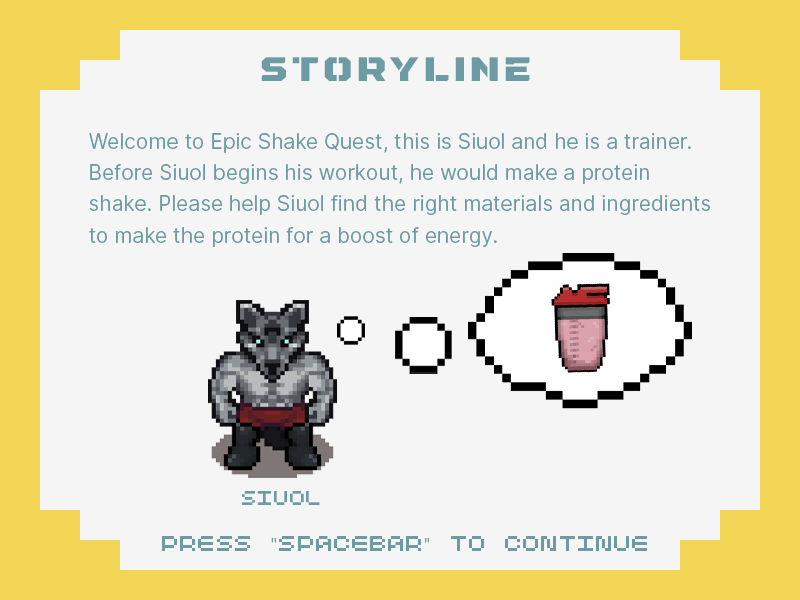 STORYLINE
Welcome to Epic Shake Quest, this is Siuol and he is a trainer.
Before Siuol begins his workout, he would make a protein
shake. Please help Siuol find the right materials and ingredients
to make the protein for a boost of energy.
SIUOL
PRESS "SPACEBAR" TO CONTINUE